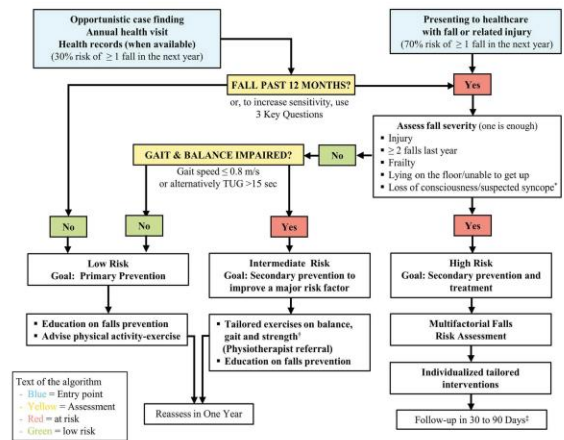 Opportunistic case finding
Annual health visit
Health records (when available)
(30% risk of ≥ 1 fall in the next year)
Presenting to healthcare
with fall or related injury
(70% risk of ≥ 1 fall in the next year)
FALL PAST 12 MONTHS?
Yes
or, to increase sensitivity, use
3 Key Questions
Assess fall severity (one is enough)
▪ Injury
▪ ≥ 2 falls last year
▪ Frailty
▪ Lying on the floor/unable to get up
▪ Loss of consciousness/suspected syncope*
GAIT & BALANCE IMPAIRED?
No
Gait speed ≤ 0.8 m/s
or alternatively TUG >15 sec
No
No
Yes
Yes
Low Risk
Goal: Primary Prevention
Intermediate Risk
Goal: Secondary prevention to
improve a major risk factor
High Risk
Goal: Secondary prevention and
treatment
▪ Education on falls prevention
▪ Advise physical activity-exercise
▪ Tailored exercises on balance,
gait and strength†
(Physiotherapist referral)
▪ Education on falls prevention
Multifactorial Falls
Risk Assessment
Individualized tailored
interventions
Text of the algorithm
- Blue = Entry point
- Yellow = Assessment
- Red = at risk
- Green = low risk
Reassess in One Year
Follow-up in 30 to 90 Days‡